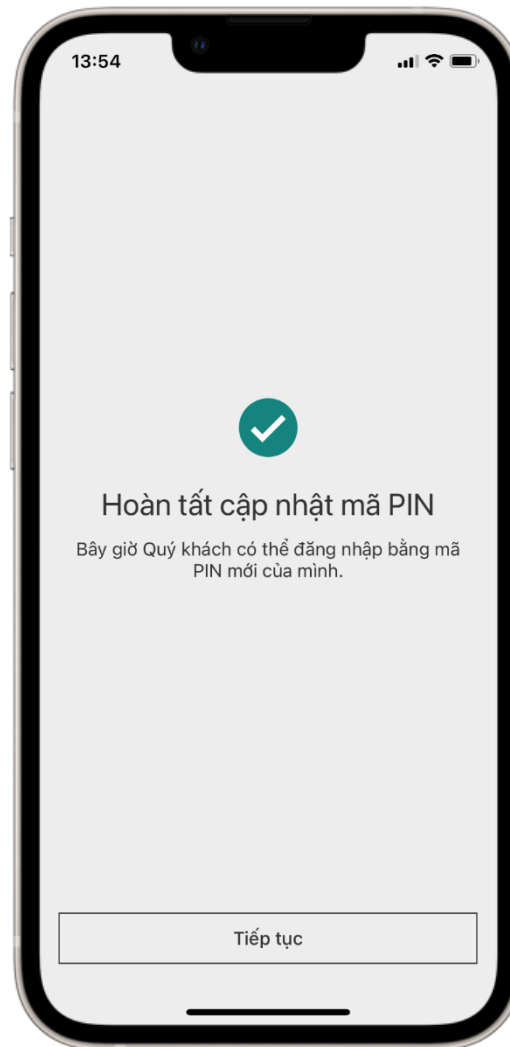 13:54
Hoàn tất cập nhật mã PIN
Bây giờ Quý khách có thể đăng nhập bằng mã
PIN mới của mình.
Tiếp tục